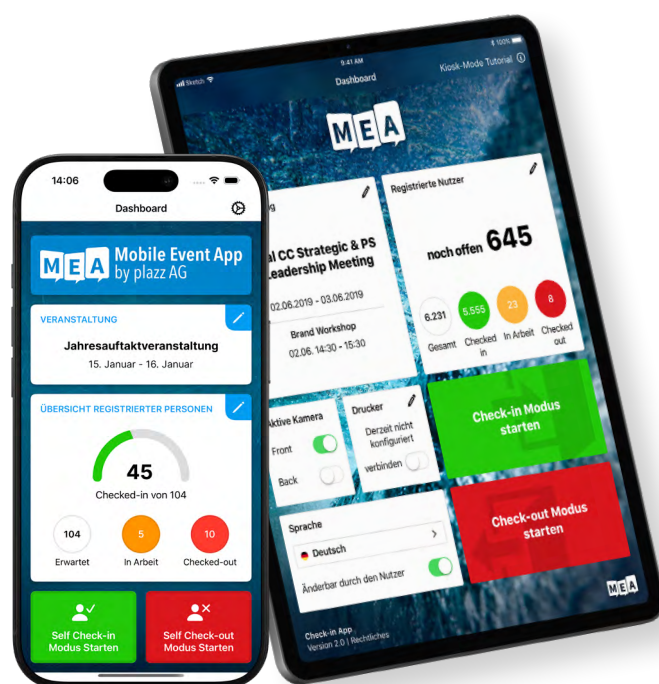 14:06
Dashboard
MEA Mobile Event App
by plazz AG
VERANSTALTUNG
Jahresauftaktveranstaltung
15. Januar - 16. Januar
ÜBERSICHT REGISTRIERTER PERSONEN
45
Checked-in von 104
104
5
10
Erwartet
In Arbeit
Checked-out
Self Check-in
Modus Starten
Self Check-out
Modus Starten
Sketch
9:41 AM
100%
Dashboard
Kiosk-Mode Tutorial
MEA
CC Strategic & PS
Leadership Meeting
02.06.2019 - 03.06.2019
Brand Workshop
02.06. 14:30 - 15:30
Registrierte Nutzer
noch offen 645
6.231
5.555
23
8
Gesamt
Checked
in
In Arbeit
Checked
out
Aktive Kamera
Front
Back
Drucker
Derzeit nicht
konfiguriert
verbinden
Check-in Modus
starten
Sprache
Deutsch
Änderbar durch den Nutzer
Check-out Modus
starten
Check-in App
Version 2.0 | Rechtliches
MEA